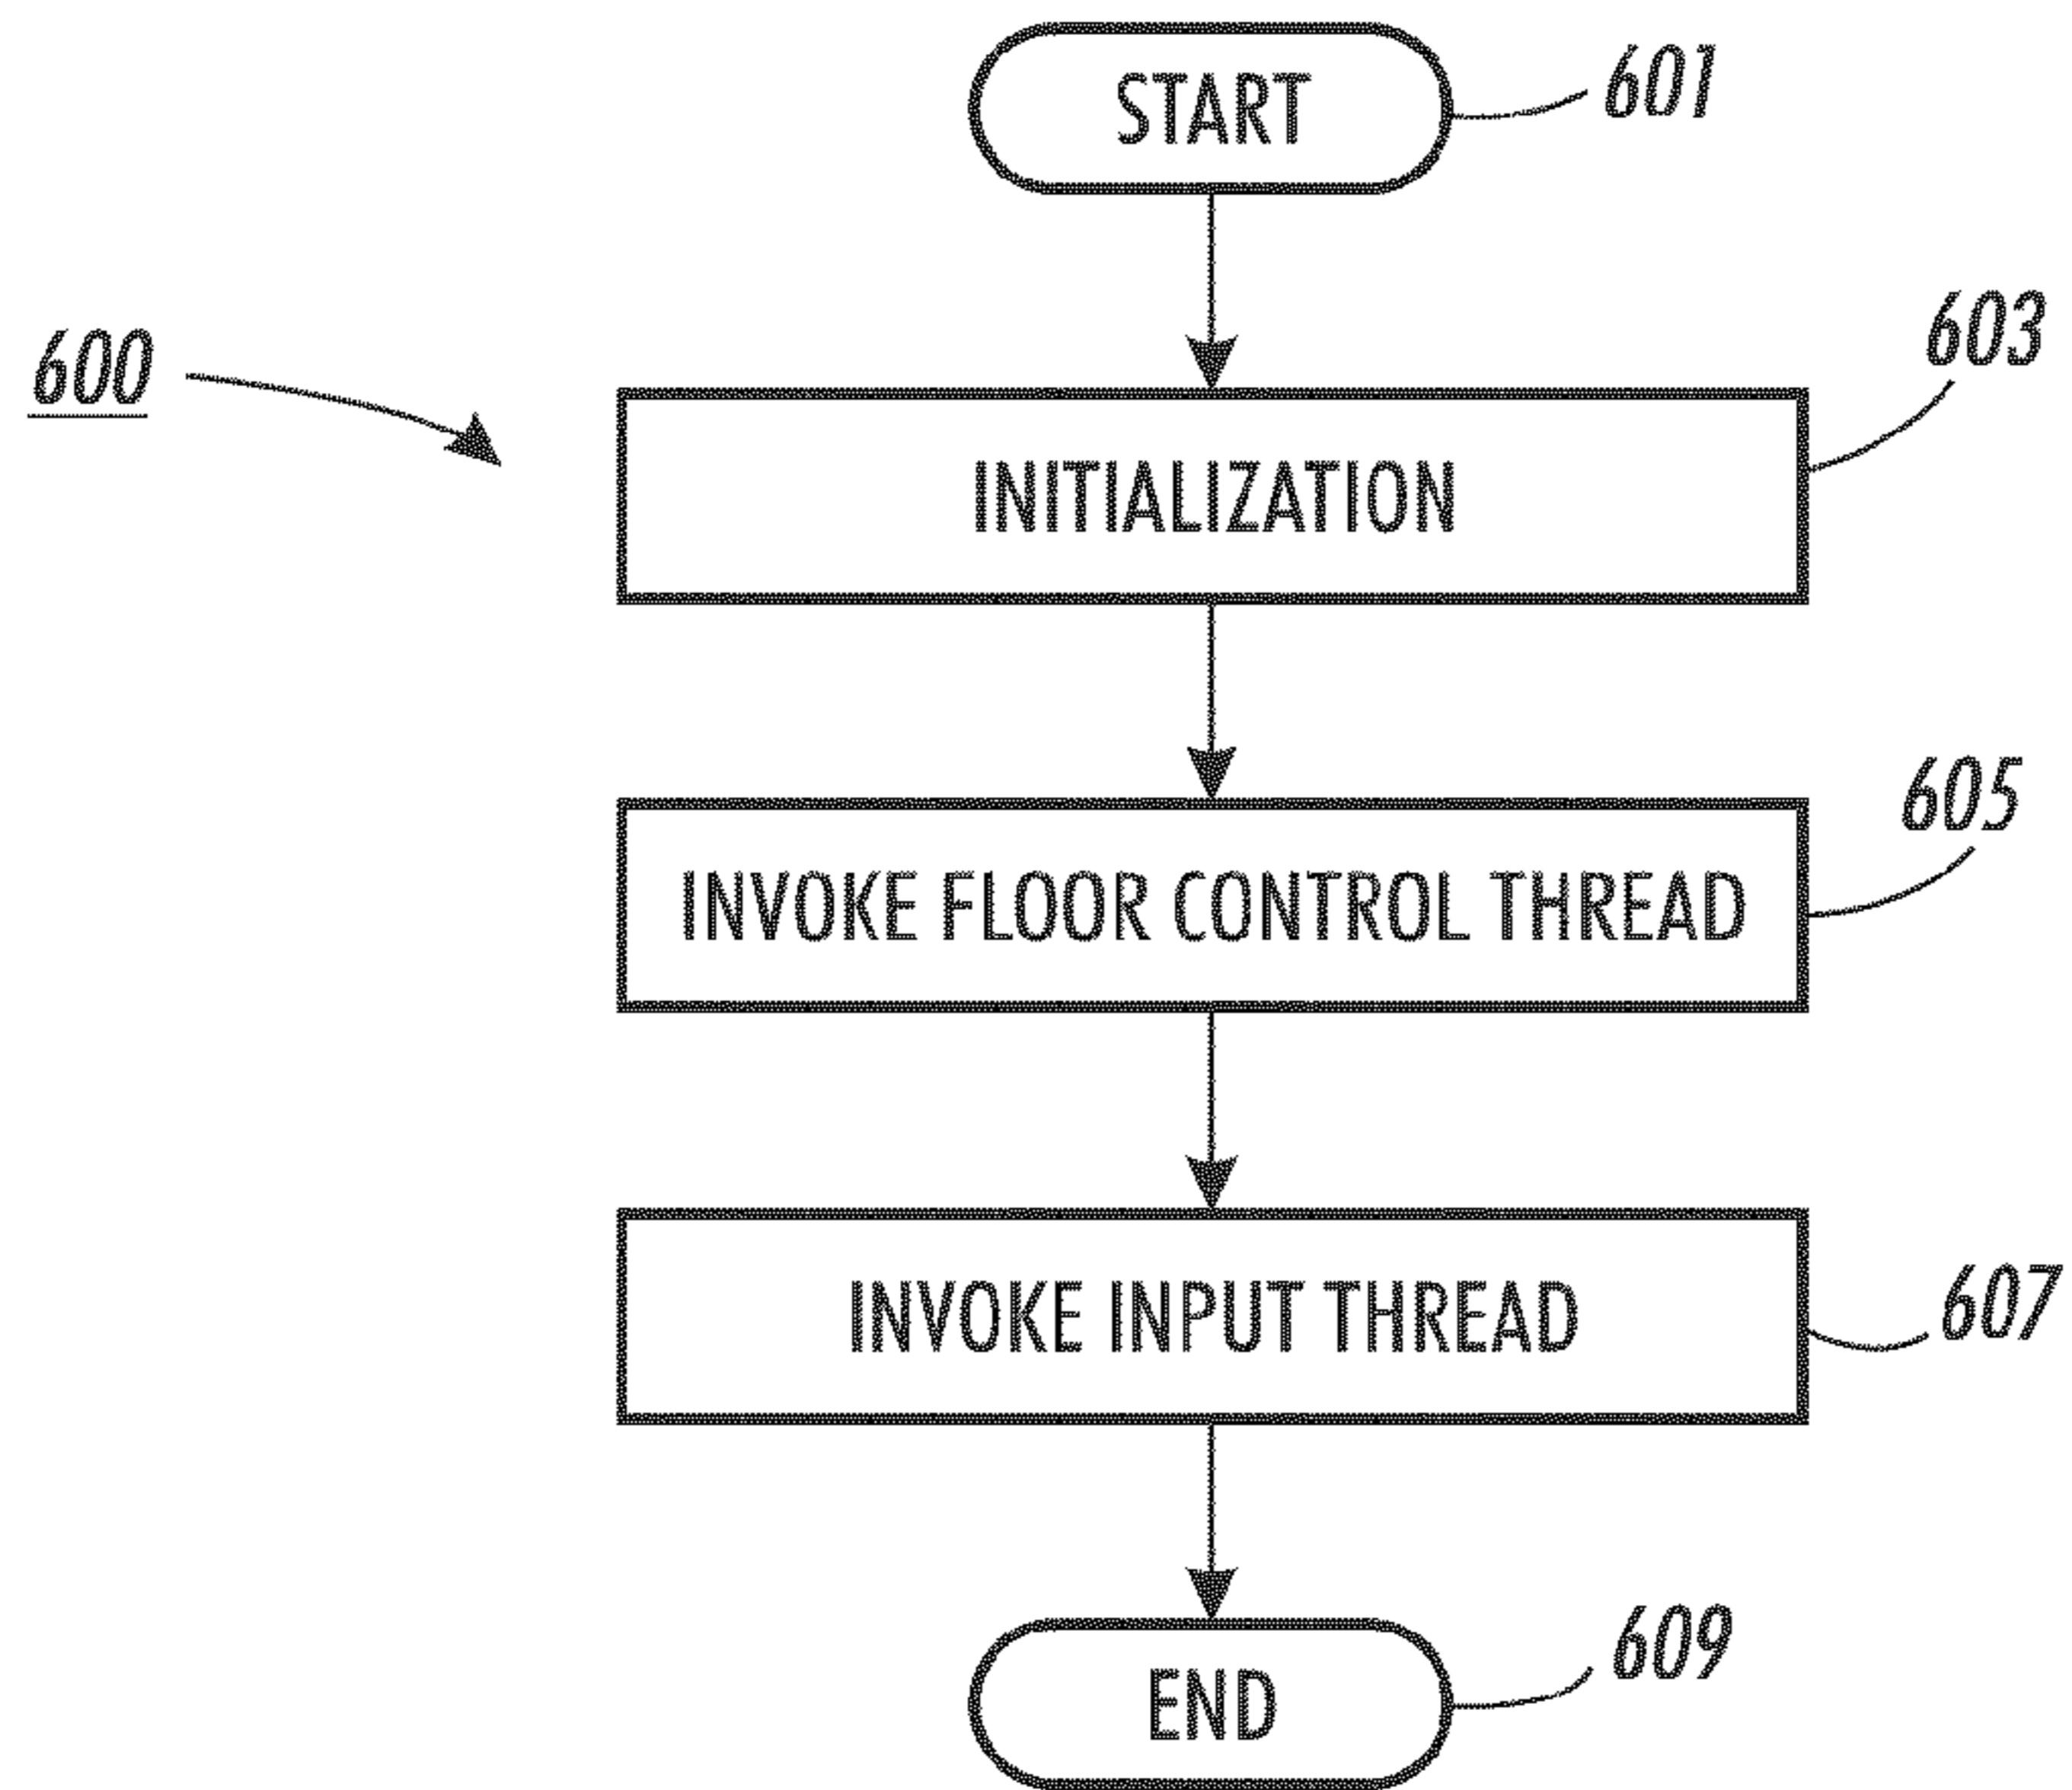 START
601
600
603
INITIALIZATION
605
INVOKE FLOOR CONTROL THREAD
607
INVOKE INPUT THREAD
609
END